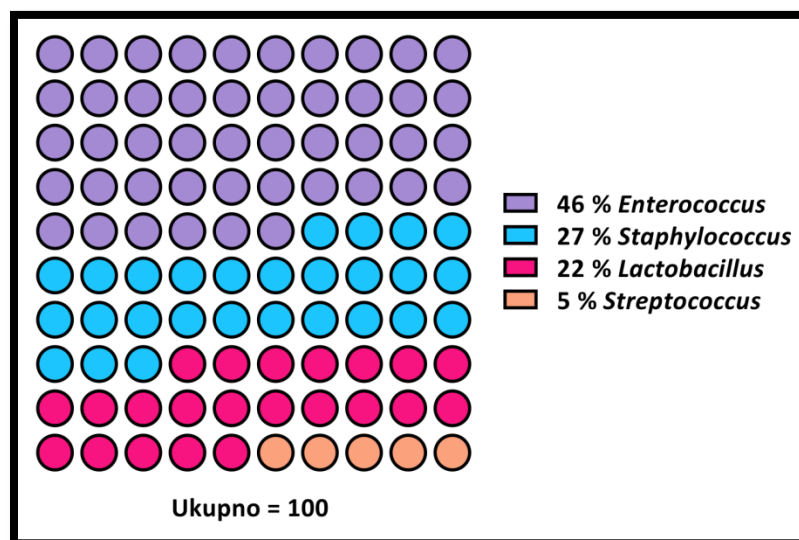 46 % Enterococcus
27 % Staphylococcus
22 % Lactobacillus
5 % Streptococcus
Ukupno = 100